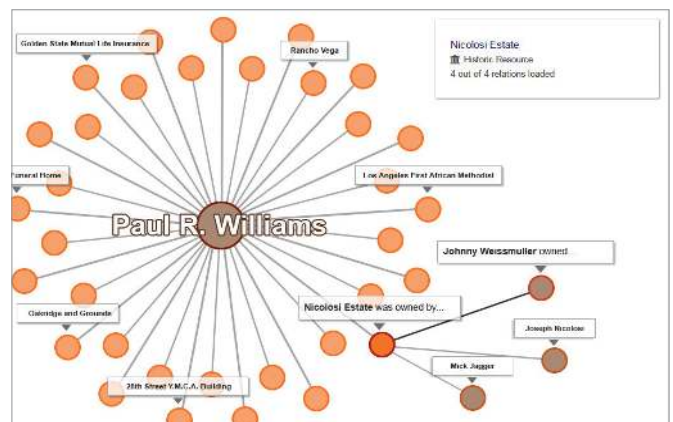 Golden State Mutual Life Insurance
Rancho Vega
Nicolosi Estate
Historic Resource
4 out of 4 relations loaded
Funeral Home
Los Angeles First African Methodist
Paul R. Williams
Johnny Weissmuller owned...
Nicolosi Estate was owned by...
Oakridge and Grounds
Joseph Nicolosi
Mick Jagger
28th Street Y.M.C.A. Building